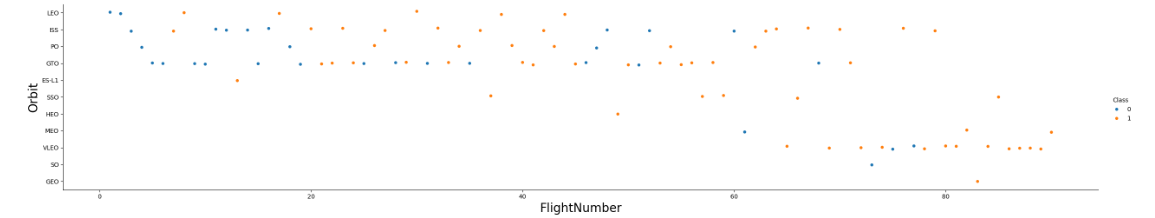 LEO
ISS
PO
GTO
ES-L1
SSO
HEO
MEO
VLEO
SO
GEO
Orbit
0
20
40
60
80
FlightNumber
Class
0
1